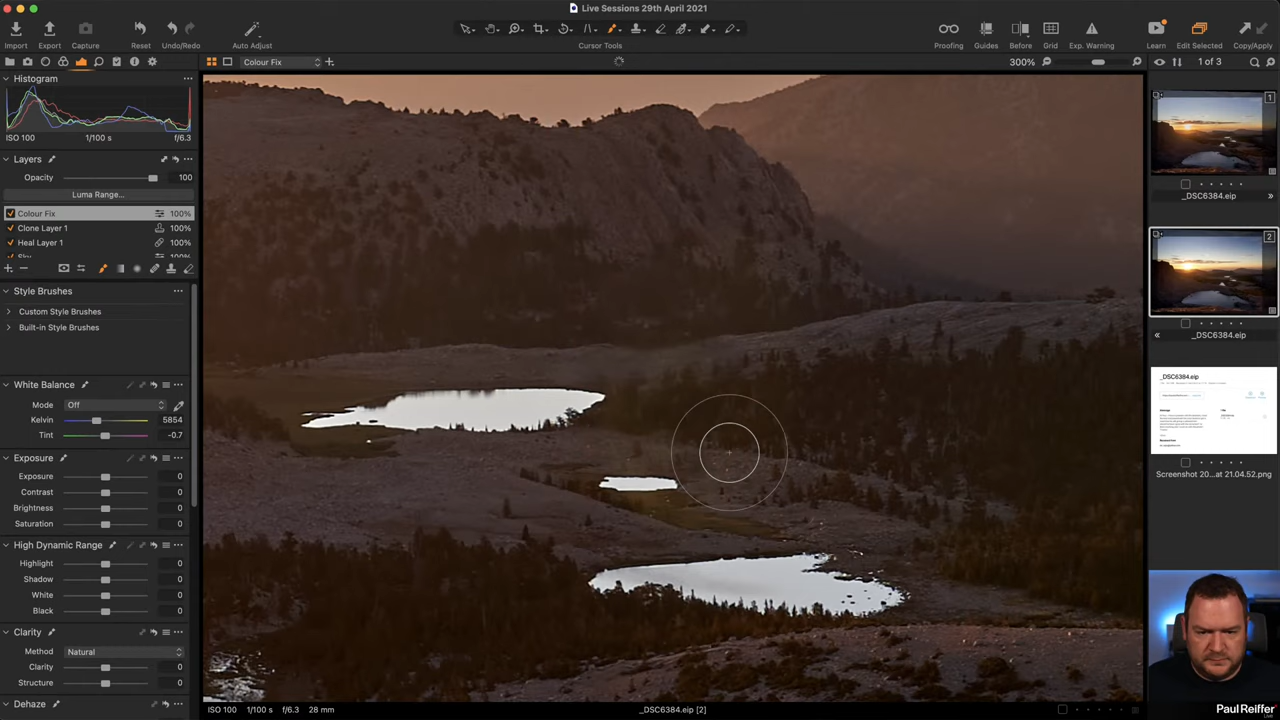 Live Sessions 29th April 2021
Import
Export
Capture
Reset
Undo/Redo
Auto Adjust
Cursor Tools
Proofing
Guides
Before
Grid
Exp. Warning
Learn
Edit Selected
Copy/Apply
Colour Fix
300%
1 of 3
Histogram
ISO 100
1/100 s
f/6.3
Layers
Opacity
100
Luma Range...
Colour Fix
100%
Clone Layer 1
100%
Heal Layer 1
100%
Style Brushes
Custom Style Brushes
Built-in Style Brushes
White Balance
Mode
Off
Kelvin
5854
Tint
-0.7
Exposure
Exposure
0
Contrast
0
Brightness
0
Saturation
0
High Dynamic Range
Highlight
0
Shadow
0
White
0
Black
0
Clarity
Method
Natural
Clarity
0
Structure
0
Dehaze
ISO 100
1/100 s
f/6.3
28 mm
_DSC6384.eip [2]
1
_DSC6384.eip
2
_DSC6384.eip
_DSC6384.eip
Screenshot 20...at 21.04.52.png
Paul Reiffer
Live